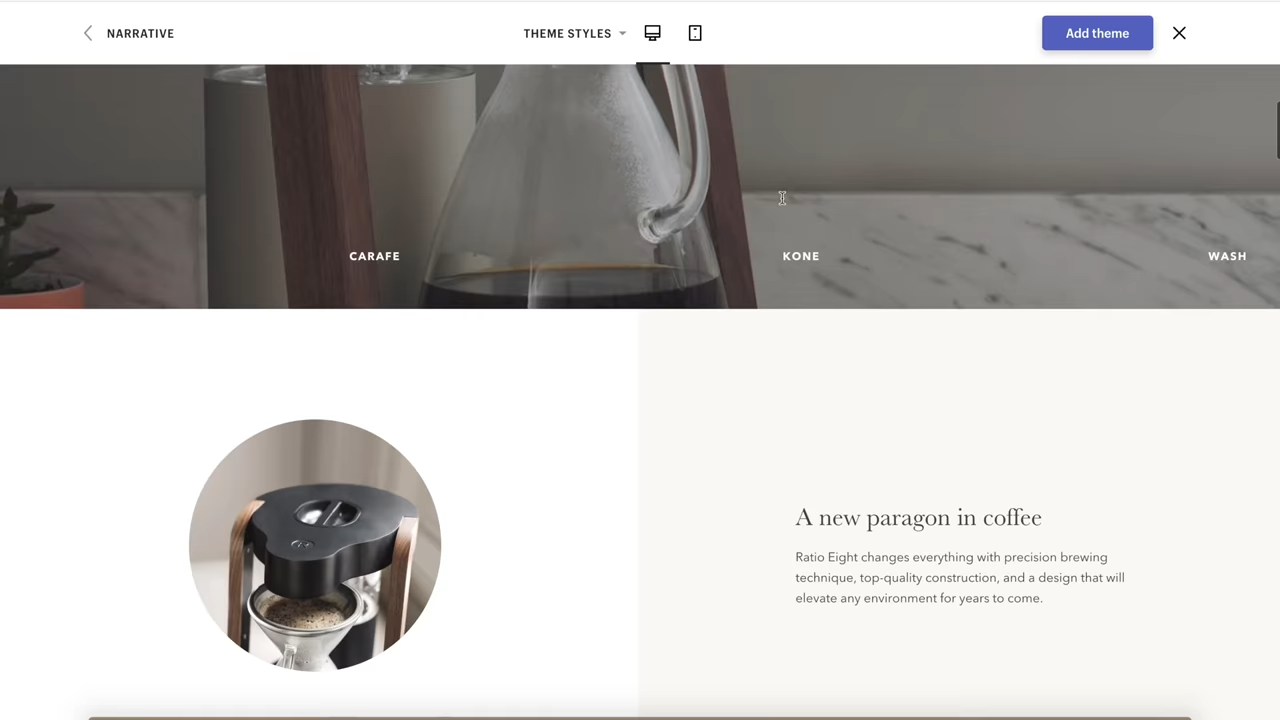 NARRATIVE
THEME STYLES
Add theme
CARAFE
KONE
WASH
A new paragon in coffee
Ratio Eight changes everything with precision brewing
technique, top-quality construction, and a design that will
elevate any environment for years to come.